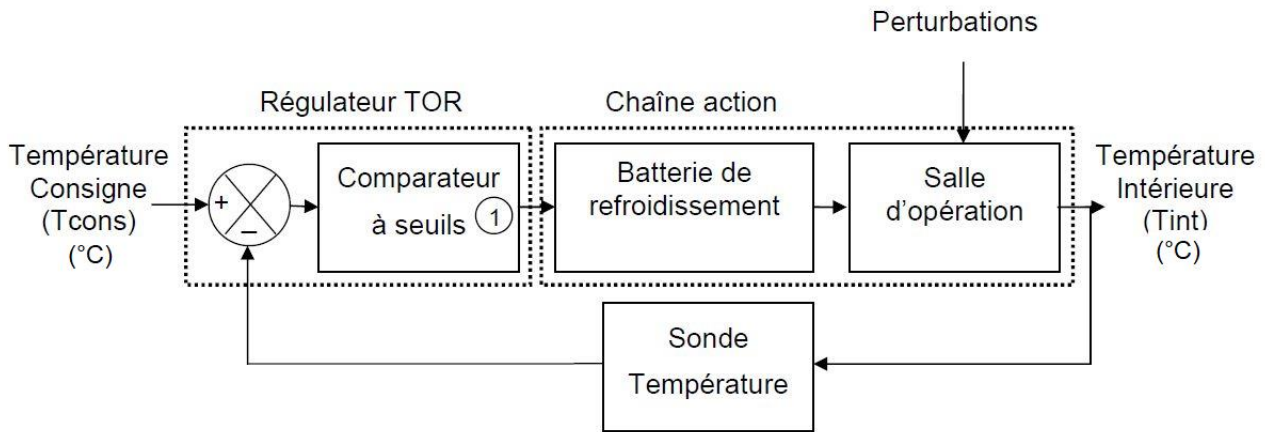 Perturbations
Régulateur TOR
Chaîne action
Température
Consigne
(Tcons)
(°C)
+
−
Comparateur
à seuils 1
Batterie de
refroidissement
Salle
d'opération
Température
Intérieure
(Tint)
(°C)
Sonde
Température